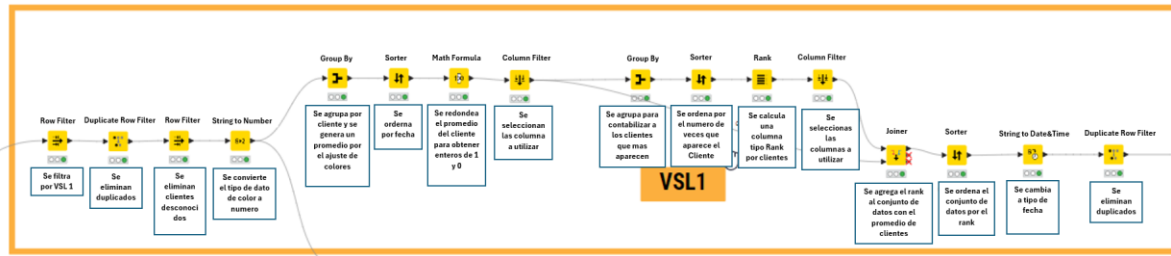 Row Filter
Se filtra
por VSL 1
Duplicate Row Filter
Se
eliminan
duplicados
Row Filter
Se
eliminan
clientes
desconoci
dos
String to Number
Se convierte
el tipo de dato
de color a
numero
Group By
Se agrupa por
cliente y se
genera un
promedio por
el ajuste de
colores
Sorter
Se
orderna
por fecha
Math Formula
Se redondea
el promedio
del cliente
para obtener
enteros de 1
y 0
Column Filter
Se
seleccionan
las columna
a utilizar
Group By
Se agrupa para
contabilizar a
los clientes
que mas
aparecen
Sorter
Se ordena por
el numero de
veces que
aparece el
Cliente
Rank
Se calcula
una
columna
tipo Rank
por clientes
Column Filter
Se
seleccionas
las
columnas a
utilizar
VSL1
Joiner
Se agrega el rank
al conjunto de
datos con el
promedio de
clientes
Sorter
Se ordena el
conjunto de
datos por el
rank
String to Date&Time
Se cambia
a tipo de
fecha
Duplicate Row Filter
Se
eliminan
duplicados